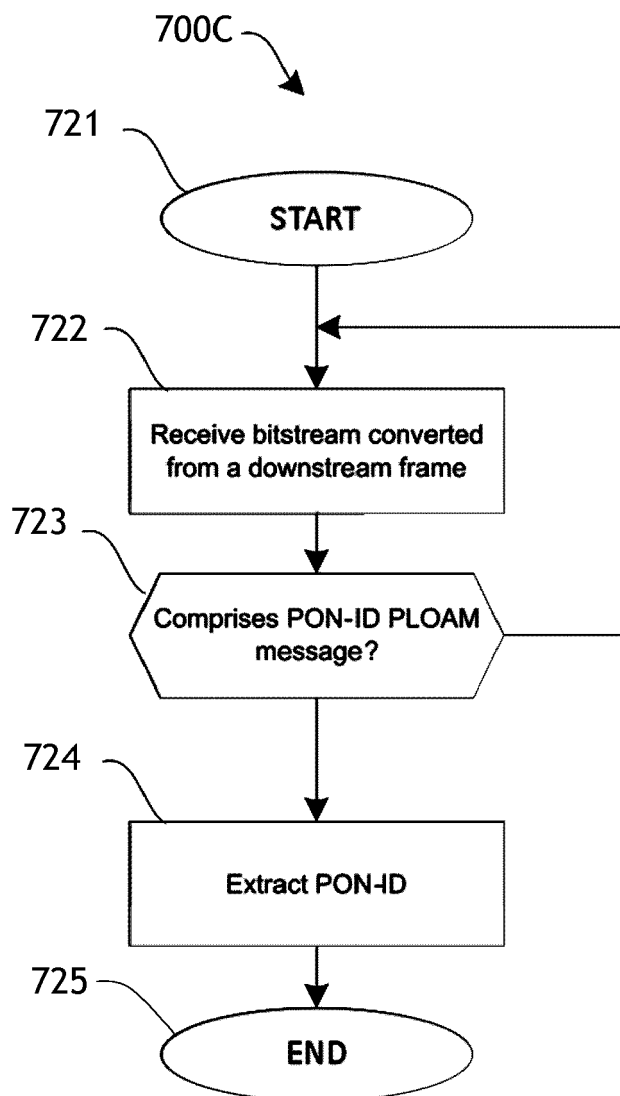 700C
721
START
722
Receive bitstream converted
from a downstream frame
723
Comprises PON-ID PLOAM
message?
724
Extract PON-ID
725
END